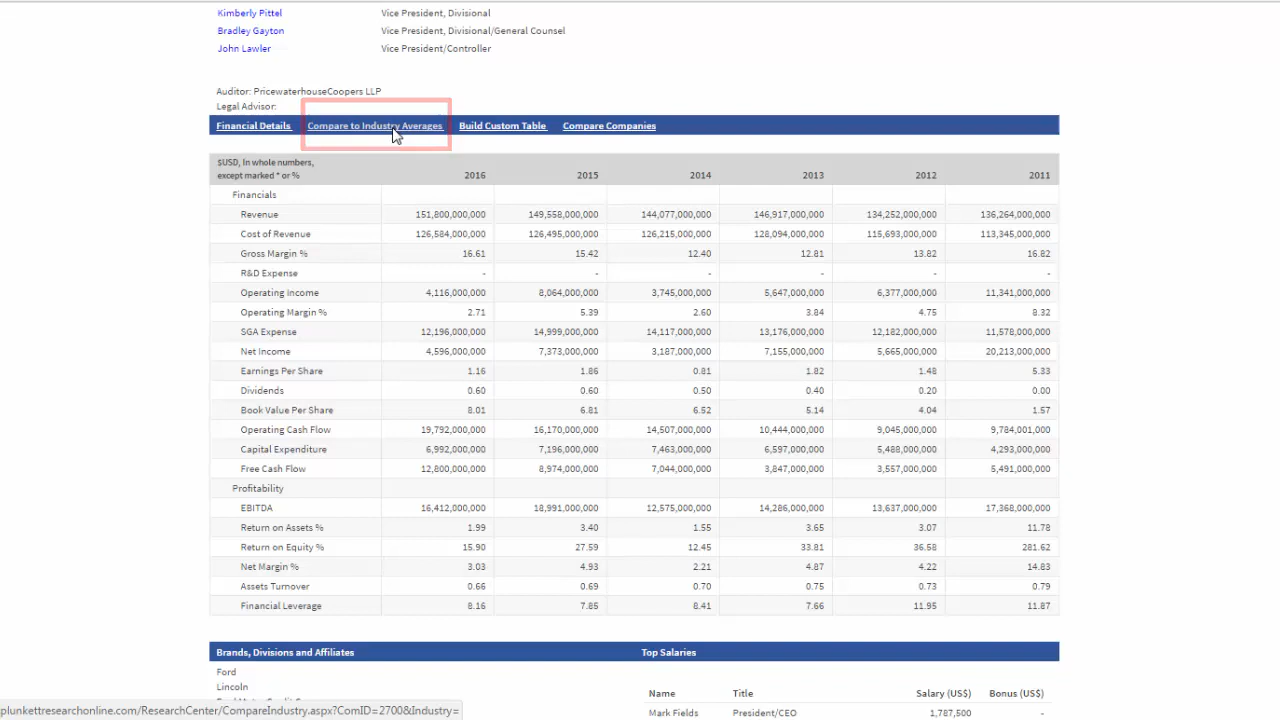 Kimberly Pittel Vice President, Divisional
Bradley Gayton Vice President, Divisional/General Counsel
John Lawler Vice President/Controller
Auditor: PricewaterhouseCoopers LLP
Legal Advisor:
Financial Details Compare to Industry Averages Build Custom Table Compare Companies
$USD, In whole numbers,
except marked * or % 2016 2015 2014 2013 2012 2011
Financials
Revenue 151,800,000,000 149,558,000,000 144,077,000,000 146,917,000,000 134,252,000,000 136,264,000,000
Cost of Revenue 126,584,000,000 126,495,000,000 126,215,000,000 128,094,000,000 115,693,000,000 113,345,000,000
Gross Margin % 16.61 15.42 12.40 12.81 13.82 16.82
R&D Expense - - - - - -
Operating Income 4,116,000,000 8,064,000,000 3,745,000,000 5,647,000,000 6,377,000,000 11,341,000,000
Operating Margin % 2.71 5.39 2.60 3.84 4.75 8.32
SGA Expense 12,196,000,000 14,999,000,000 14,117,000,000 13,176,000,000 12,182,000,000 11,578,000,000
Net Income 4,596,000,000 7,373,000,000 3,187,000,000 7,155,000,000 5,665,000,000 20,213,000,000
Earnings Per Share 1.16 1.86 0.81 1.82 1.48 5.33
Dividends 0.60 0.60 0.50 0.40 0.20 0.00
Book Value Per Share 8.01 6.81 6.52 5.14 4.04 1.57
Operating Cash Flow 19,792,000,000 16,170,000,000 14,507,000,000 10,444,000,000 9,045,000,000 9,784,001,000
Capital Expenditure 6,992,000,000 7,196,000,000 7,463,000,000 6,597,000,000 5,488,000,000 4,293,000,000
Free Cash Flow 12,800,000,000 8,974,000,000 7,044,000,000 3,847,000,000 3,557,000,000 5,491,000,000
Profitability
EBITDA 16,412,000,000 18,991,000,000 12,575,000,000 14,286,000,000 13,637,000,000 17,368,000,000
Return on Assets % 1.99 3.40 1.55 3.65 3.07 11.78
Return on Equity % 15.90 27.59 12.45 33.81 36.58 281.62
Net Margin % 3.03 4.93 2.21 4.87 4.22 14.83
Assets Turnover 0.66 0.69 0.70 0.75 0.73 0.79
Financial Leverage 8.16 7.85 8.41 7.66 11.95 11.87
Brands, Divisions and Affiliates Top Salaries
Ford
Lincoln
Name Title Salary (US$) Bonus (US$)
Mark Fields President/CEO 1,787,500 -
plunkettresearchonline.com/ResearchCenter/CompareIndustry.aspx?ComID=2700&Industry=